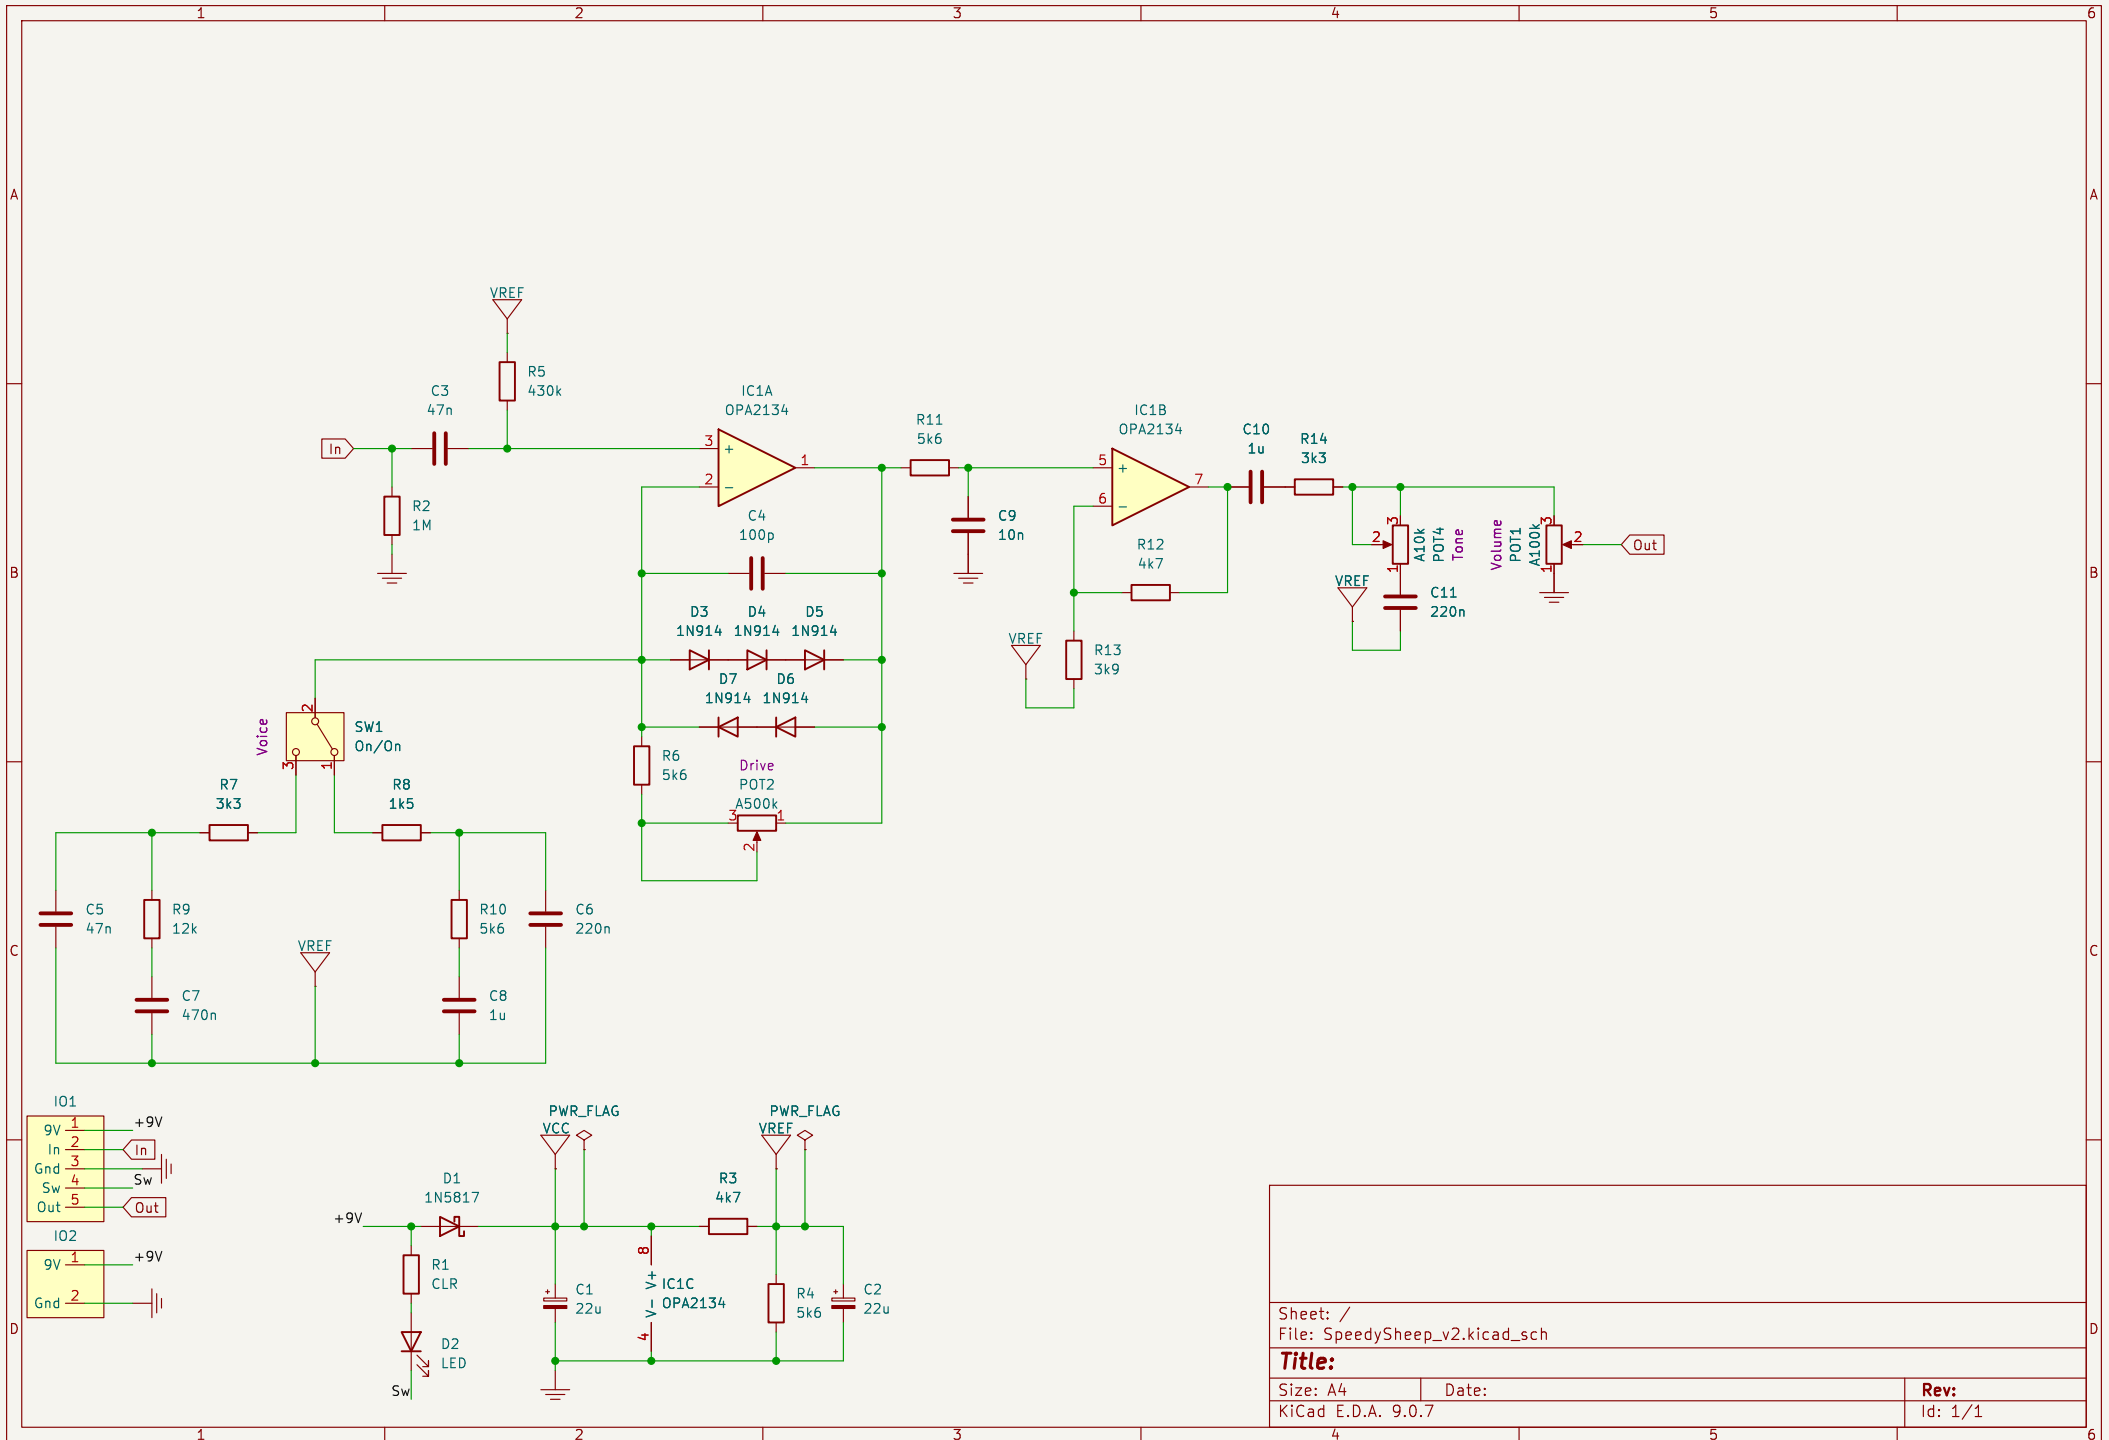 1 2 3 4 5 6
A A
VREF
R5
430k
C3
47n
In
R2
1M
IC1A
OPA2134
3 +
2 −
1
C4
100p
R11
5k6
C9
10n
IC1B
OPA2134
5 +
6 −
7
R12
4k7
VREF
R13
3k9
C10
1u
R14
3k3
2
3
1
A10k
POT4
Tone
VREF
C11
220n
Volume
POT1
A100k
3
1
2
Out
B B
D3 D4 D5
1N914 1N914 1N914
D7 D6
1N914 1N914
R6
5k6
Drive
POT2
A500k
3 1
2
Voice
2
3
1
SW1
On/On
R7
3k3
R8
1k5
C5
47n
R9
12k
C7
470n
VREF
R10
5k6
C8
1u
C6
220n
C C
IO1
9V 1 +9V
In 2 In
Gnd 3
Sw 4 Sw
Out 5 Out
IO2
9V 1 +9V
Gnd 2
PWR_FLAG
VCC
PWR_FLAG
VREF
+9V
D1
1N5817
R1
CLR
D2
LED
Sw
C1
22u
+
8
V+
V-
4
IC1C
OPA2134
R3
4k7
R4
5k6
C2
22u
+
D D
Sheet: /
File: SpeedySheep_v2.kicad_sch
Title:
Size: A4 Date: Rev:
KiCad E.D.A. 9.0.7 Id: 1/1
1 2 3 4 5 6